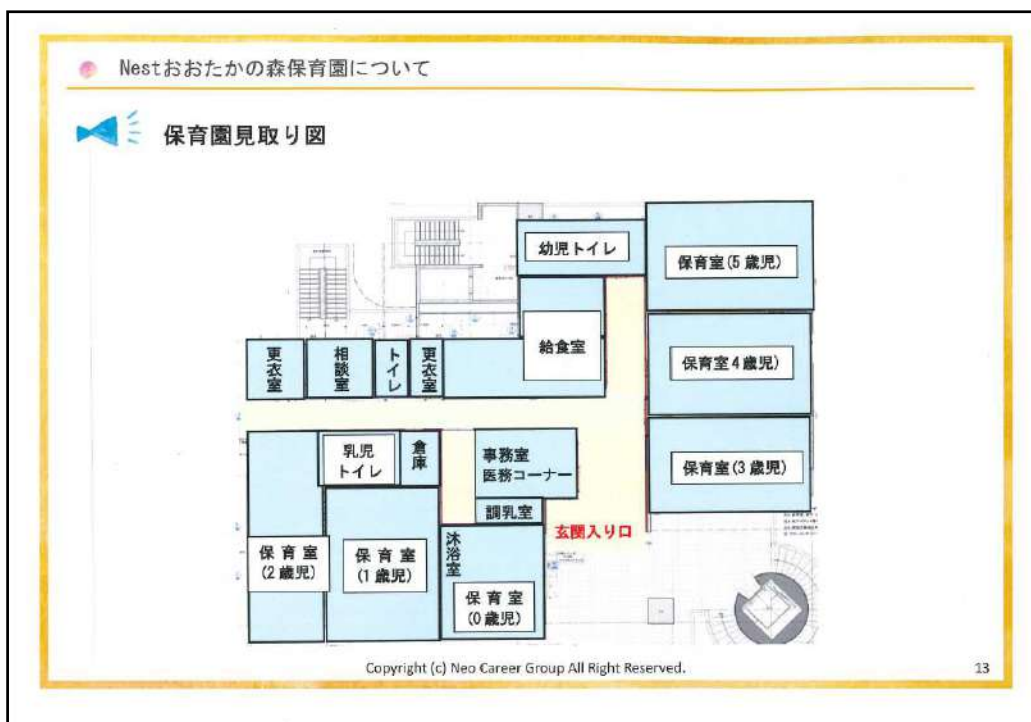 Nestおおたかの森保育園について
保育園見取り図
幼児トイレ
保育室(5歳児)
給食室
保育室4歳児)
更衣室
相談室
トイレ
更衣室
保育室(3歳児)
乳児
トイレ
倉庫
事務室
医務コーナー
調乳室
玄関入り口
保育室
(2歳児)
保育室
(1歳児)
沐浴室
保育室
(0歳児)
Copyright (c) Neo Career Group All Right Reserved.
13